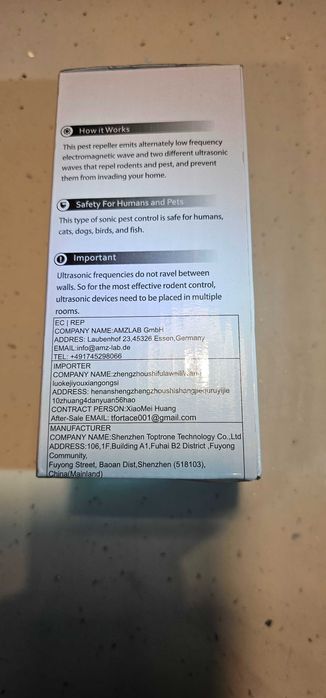 How it Works
This pest repeller emits alternately low frequency
electromagnetic wave and two different ultrasonic
waves that repel rodents and pest, and prevent
them from invading your home.
Safety For Humans and Pets
This type of sonic pest control is safe for humans,
cats, dogs, birds, and fish.
Important
Ultrasonic frequencies do not ravel between
walls. So for the most effective rodent control,
ultrasonic devices need to be placed in multiple
rooms.
EC | REP
COMPANY NAME:AMZLAB GmbH
ADDRES: Laubenhof 23,45326 Essen,Germany
EMAIL:info@amz-lab.de
TEL: +491745298066
IMPORTER
COMPANY NAME:
luokejiyouxiangongsi
ADDRESS:
10zhuang4danyuan56hao
CONTRACT PERSON:XiaoMei Huang
After-Sale EMAIL: tfortace001@gmail.com
MANUFACTURER
COMPANY NAME:Shenzhen Toptrone Technology Co.,Ltd
ADDRESS:106,1F,Building A1,Fuhai B2 District ,Fuyong
Community,
Fuyong Street, Baoan Dist,Shenzhen (518103),
China(Mainland)